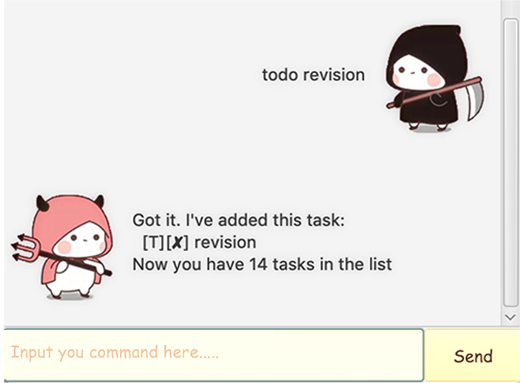 todo revision
Got it. I've added this task:
[T][✘] revision
Now you have 14 tasks in the list
Input you command here.....
Send